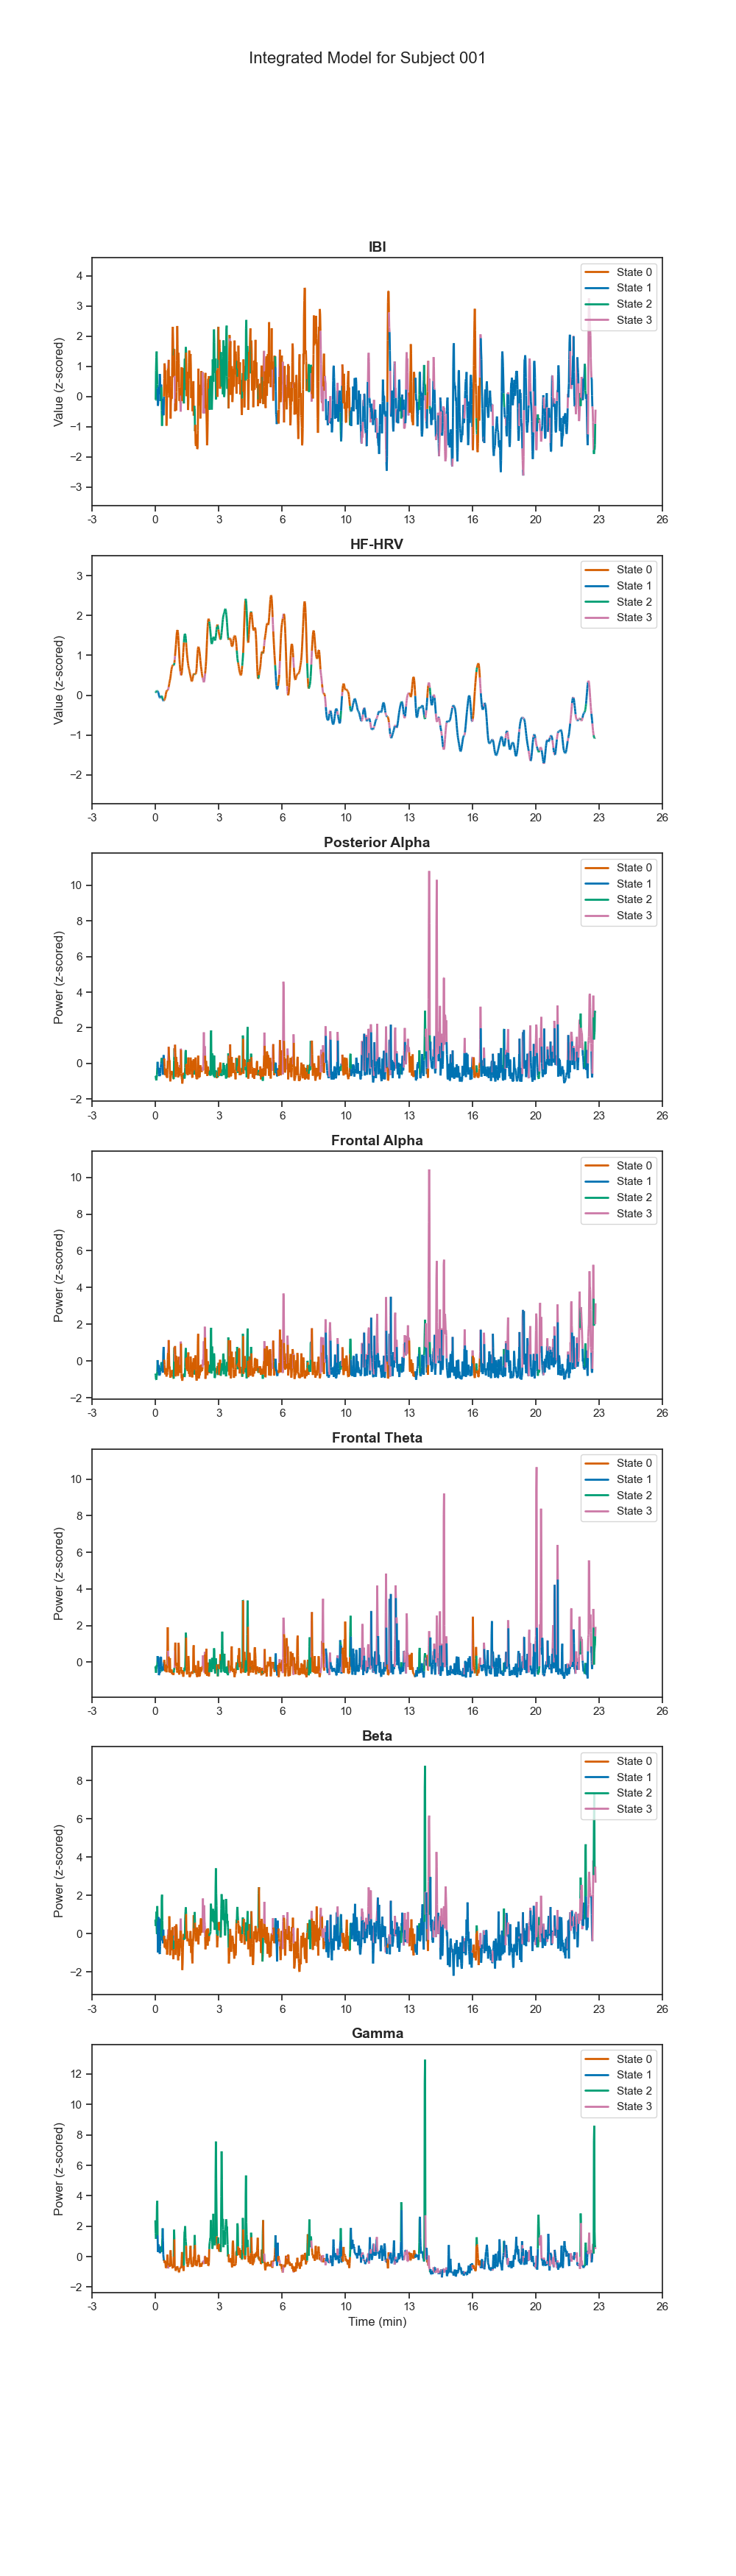 Integrated Model for Subject 001
IBI
Value (z-scored)
4
3
2
1
0
−1
−2
−3
State 0
State 1
State 2
State 3
-3 0 3 6 10 13 16 20 23 26
HF-HRV
Value (z-scored)
3
2
1
0
−1
−2
State 0
State 1
State 2
State 3
-3 0 3 6 10 13 16 20 23 26
Posterior Alpha
Power (z-scored)
10
8
6
4
2
0
−2
State 0
State 1
State 2
State 3
-3 0 3 6 10 13 16 20 23 26
Frontal Alpha
Power (z-scored)
10
8
6
4
2
0
−2
State 0
State 1
State 2
State 3
-3 0 3 6 10 13 16 20 23 26
Frontal Theta
Power (z-scored)
10
8
6
4
2
0
State 0
State 1
State 2
State 3
-3 0 3 6 10 13 16 20 23 26
Beta
Power (z-scored)
8
6
4
2
0
−2
State 0
State 1
State 2
State 3
-3 0 3 6 10 13 16 20 23 26
Gamma
Power (z-scored)
12
10
8
6
4
2
0
−2
State 0
State 1
State 2
State 3
-3 0 3 6 10 13 16 20 23 26
Time (min)